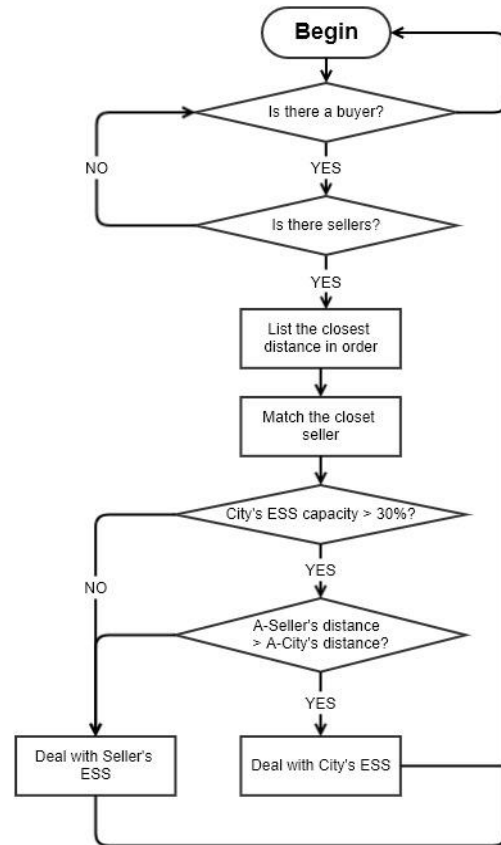 Begin
Is there a buyer?
NO
YES
Is there sellers?
YES
List the closest
distance in order
Match the closet
seller
City's ESS capacity > 30%?
YES
NO
A-Seller's distance
> A-City's distance?
YES
Deal with Seller's
ESS
Deal with City's ESS